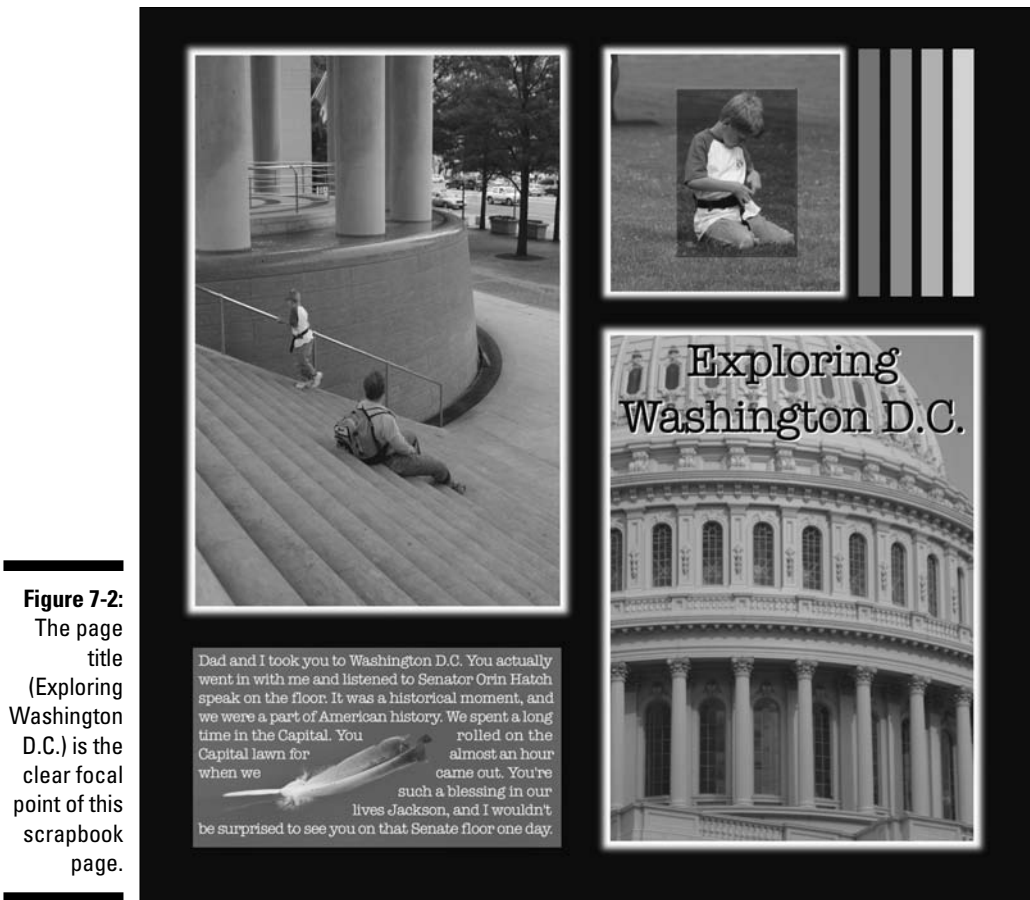 Exploring
Washington D.C.
Dad and I took you to Washington D.C. You actually
went in with me and listened to Senator Orin Hatch
speak on the floor. It was a historical moment, and
we were a part of American history. We spent a long
time in the Capital. You rolled on the
Capital lawn for almost an hour
when we came out. You're
such a blessing in our
lives Jackson, and I wouldn't
be surprised to see you on that Senate floor one day.
Figure 7-2:
The page
title
(Exploring
Washington
D.C.) is the
clear focal
point of this
scrapbook
page.